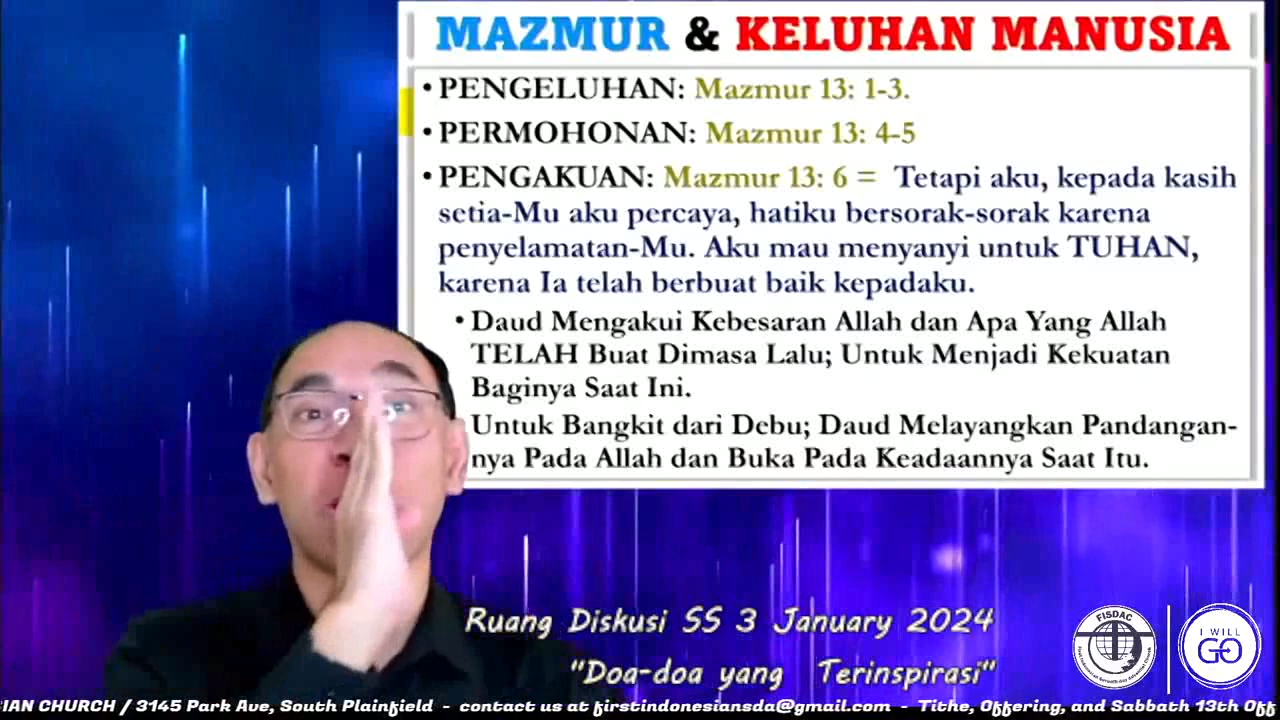 MAZMUR & KELUHAN MANUSIA
• PENGELUHAN: Mazmur 13: 1-3.
• PERMOHONAN: Mazmur 13: 4-5
• PENGAKUAN: Mazmur 13: 6 = Tetapi aku, kepada kasih
setia-Mu aku percaya, hatiku bersorak-sorak karena
penyelamatan-Mu. Aku mau menyanyi untuk TUHAN,
karena Ia telah berbuat baik kepadaku.
• Daud Mengakui Kebesaran Allah dan Apa Yang Allah
TELAH Buat Dimasa Lalu; Untuk Menjadi Kekuatan
Baginya Saat Ini.
Untuk Bangkit dari Debu; Daud Melayangkan Pandangan-
nya Pada Allah dan Buka Pada Keadaannya Saat Itu.
Ruang Diskusi SS 3 January 2024
"Doa-doa yang Terinspirasi"
FISDAC
I WILL
GO
IAN CHURCH / 3145 Park Ave, South Plainfield - contact us at firstindonesiansda@gmail.com - Tithe, Offering, and Sabbath 13th Off